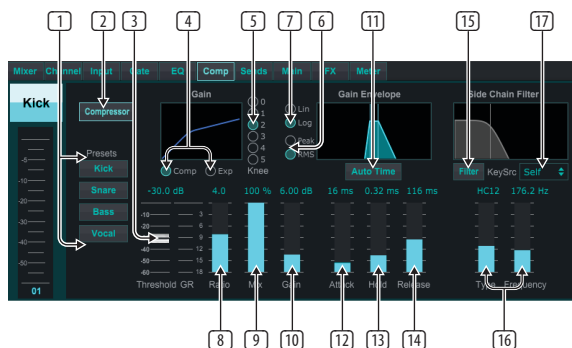 1 2 3 4 5 7 6 11 15 17
Mixer Channel Input Gate EQ Comp Sends Main FX Meter
Kick
Gain
Gain Envelope
Side Chain Filter
Compressor
0
1
2
3
4
5
Knee
Lin
Log
Peak
RMS
Comp Exp
Presets
Kick
Snare
Bass
Vocal
Auto Time
Filter KeySrc Self
-30.0 dB 4.0 100 % 6.00 dB 16 ms 0.32 ms 116 ms HC12 176.2 Hz
-5
-10
-30
-50
01
-10 3
-20 6
-30 9
-40 12
-50 15
-60 18
Threshold GR Ratio Mix Gain Attack Hold Release Type Frequency
8 9 10 12 13 14 16